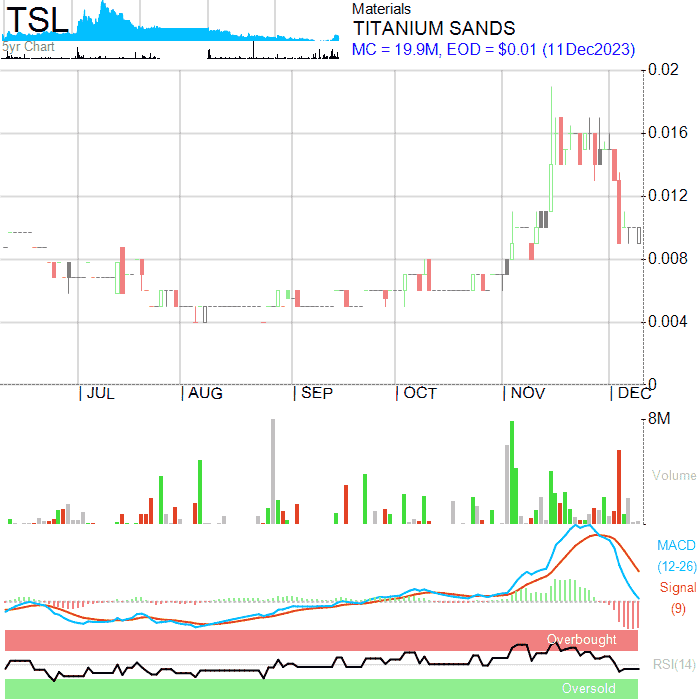 TSL
5yr Chart
Materials
TITANIUM SANDS
MC = 19.9M, EOD = $0.01 (11Dec2023)
0.02
0.016
0.012
0.008
0.004
0
JUL AUG SEP OCT NOV DEC
8M
Volume
MACD
(12-26)
Signal
(9)
Overbought
RSI(14)
Oversold